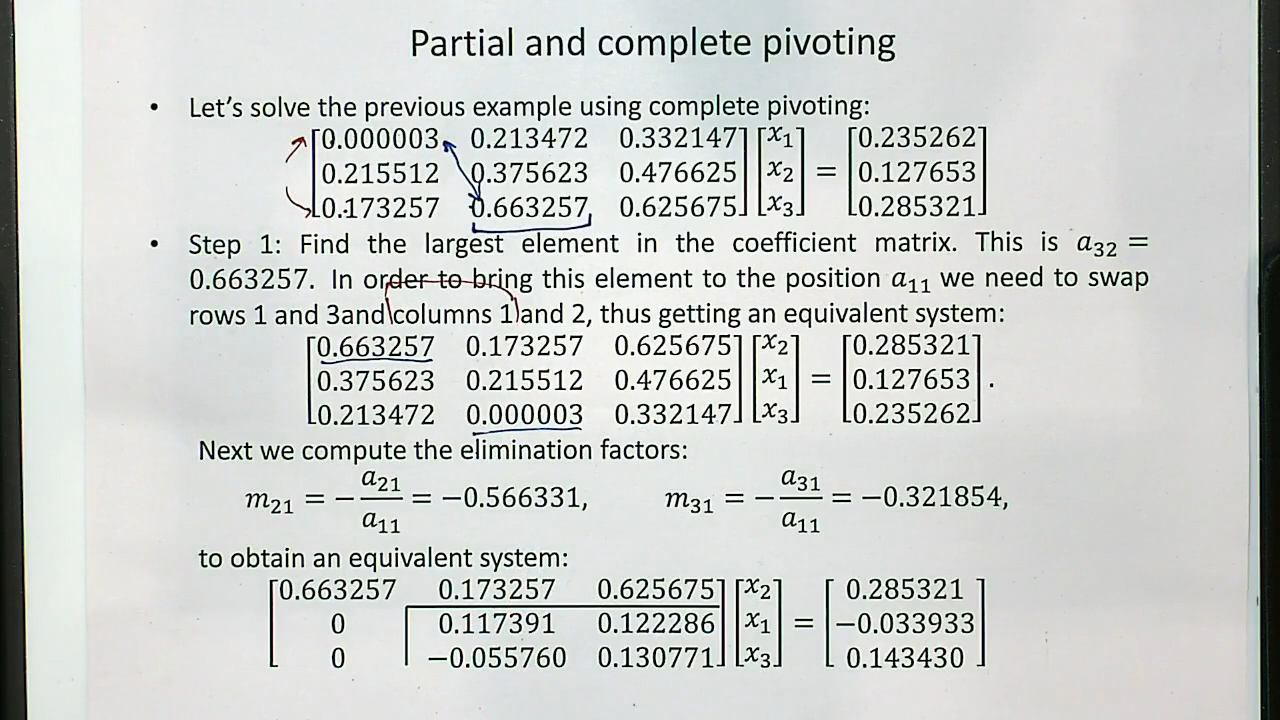 Partial and complete pivoting
• Let's solve the previous example using complete pivoting:
[0.000003 0.213472 0.332147] [x₁] [0.235262]
[0.215512 0.375623 0.476625] [x₂] = [0.127653]
[0.173257 0.663257 0.625675] [x₃] [0.285321]
• Step 1: Find the largest element in the coefficient matrix. This is a₃₂ =
0.663257. In order to bring this element to the position a₁₁ we need to swap
rows 1 and 3and columns 1 and 2, thus getting an equivalent system:
[0.663257 0.173257 0.625675] [x₂] [0.285321]
[0.375623 0.215512 0.476625] [x₁] = [0.127653] .
[0.213472 0.000003 0.332147] [x₃] [0.235262]
Next we compute the elimination factors:
m₂₁ = −a₂₁/a₁₁ = −0.566331, m₃₁ = −a₃₁/a₁₁ = −0.321854,
to obtain an equivalent system:
[0.663257 0.173257 0.625675] [x₂] [0.285321]
[0 0.117391 0.122286] [x₁] = [−0.033933]
[0 −0.055760 0.130771] [x₃] [0.143430]